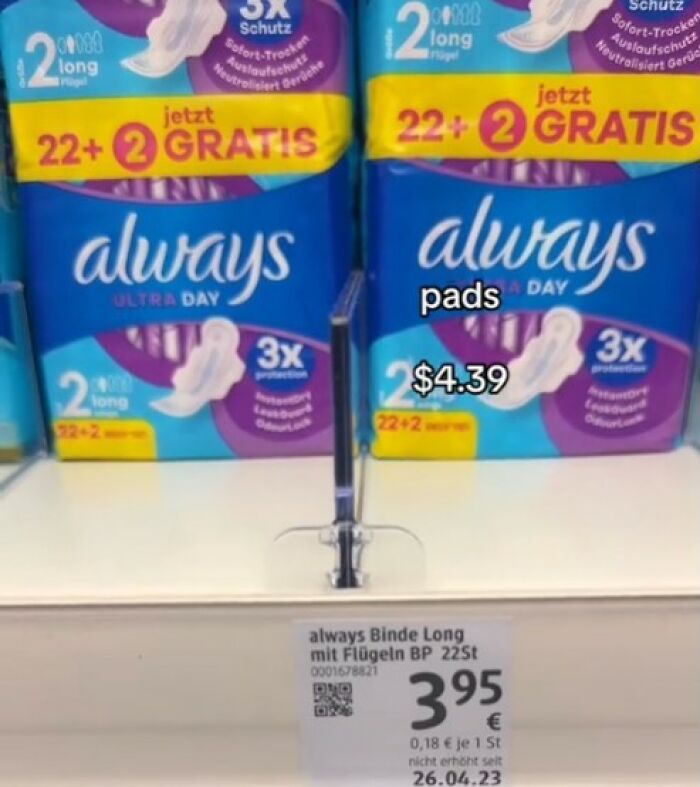 3X
Schutz
Sofort-Trocken
Auslaufschutz
Neutralisiert Gerüche
Größe
2
long
Flügel
jetzt
22+ 2 GRATIS
always
ULTRA DAY
3X
protection
InstantDry
LeakGuard
OdourLock
2
long
22+2
Schutz
Sofort-Trocken
Auslaufschutz
Neutralisiert Gerüche
Größe
2
long
Flügel
jetzt
22+ 2 GRATIS
always
DAY
pads
3X
protection
InstantDry
LeakGuard
OdourLock
2
$4.39
22+2
always Binde Long
mit Flügeln BP 22St
0001678821
3 95
€
0,18 € je 1 St
nicht erhöht seit
26.04.23